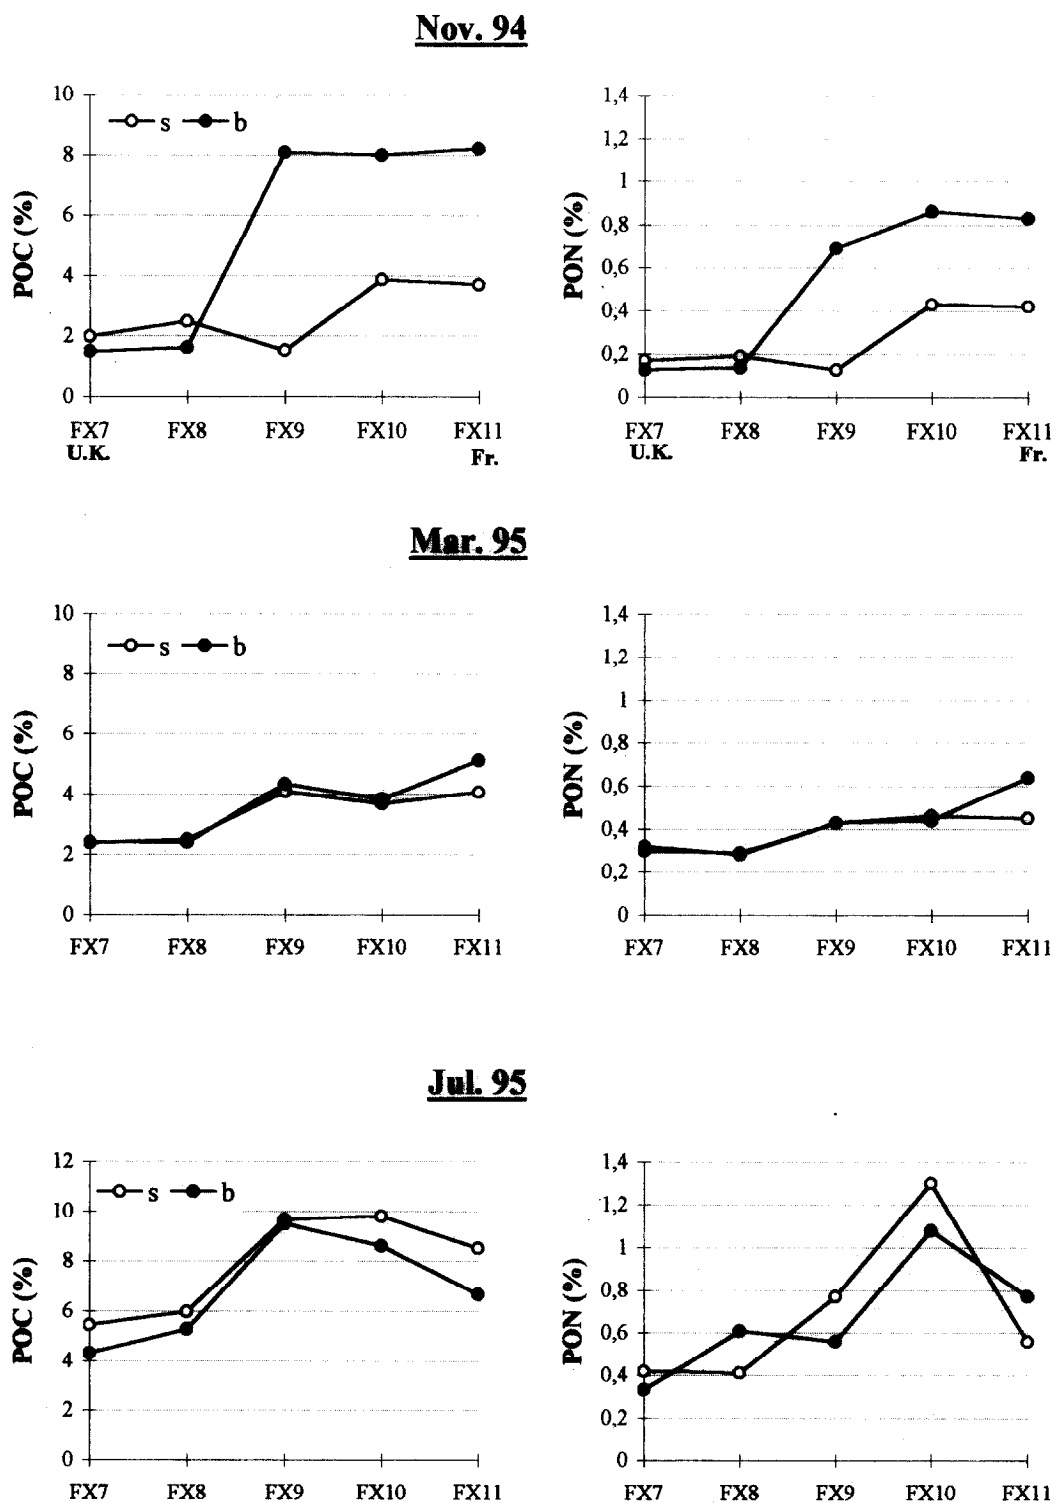 Nov. 94
10
8
6
4
2
0
POC (%)
s b
FX7 FX8 FX9 FX10 FX11
U.K. Fr.
1,4
1,2
1
0,8
0,6
0,4
0,2
0
PON (%)
FX7 FX8 FX9 FX10 FX11
U.K. Fr.
Mar. 95
10
8
6
4
2
0
POC (%)
s b
FX7 FX8 FX9 FX10 FX11
1,4
1,2
1
0,8
0,6
0,4
0,2
0
PON (%)
FX7 FX8 FX9 FX10 FX11
Jul. 95
12
10
8
6
4
2
0
POC (%)
s b
FX7 FX8 FX9 FX10 FX11
1,4
1,2
1
0,8
0,6
0,4
0,2
0
PON (%)
FX7 FX8 FX9 FX10 FX11